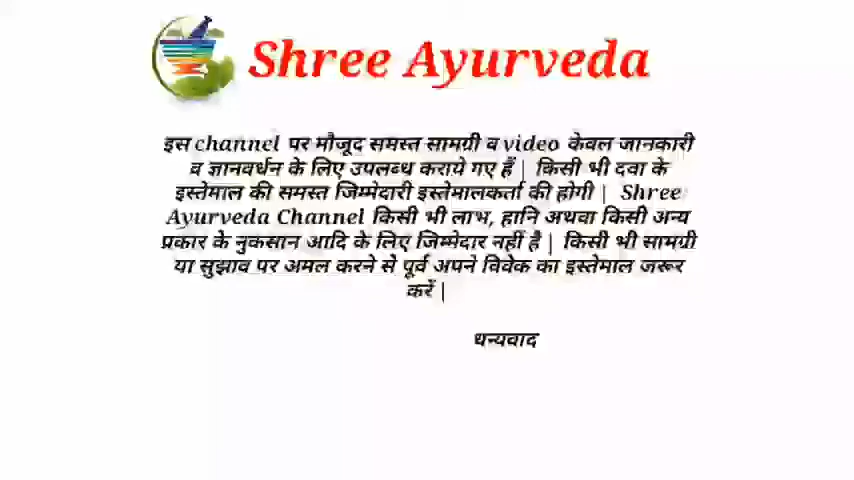 Shree Ayurveda
इस channel पर मौजूद समस्त सामग्री व video केवल जानकारी
व ज्ञानवर्धन के लिए उपलब्ध कराये गए हैं | किसी भी दवा के
इस्तेमाल की समस्त जिम्मेदारी इस्तेमालकर्ता की होगी | Shree
Ayurveda Channel किसी भी लाभ, हानि अथवा किसी अन्य
प्रकार के नुकसान आदि के लिए जिम्मेदार नहीं है | किसी भी सामग्री
या सुझाव पर अमल करने से पूर्व अपने विवेक का इस्तेमाल जरूर
करें |
धन्यवाद